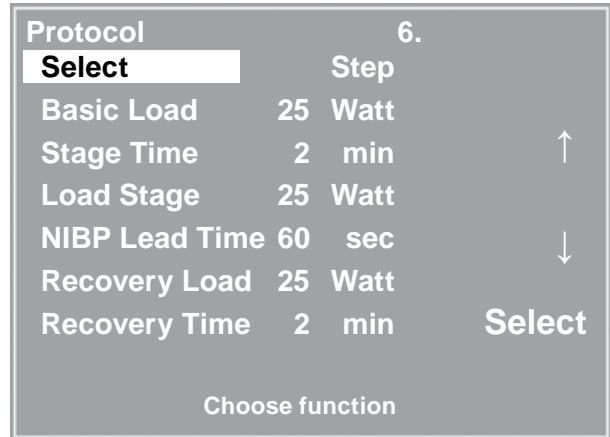 Protocol 6.
Select Step
Basic Load 25 Watt
Stage Time 2 min
↑
Load Stage 25 Watt
NIBP Lead Time 60 sec
↓
Recovery Load 25 Watt
Recovery Time 2 min Select
Choose function